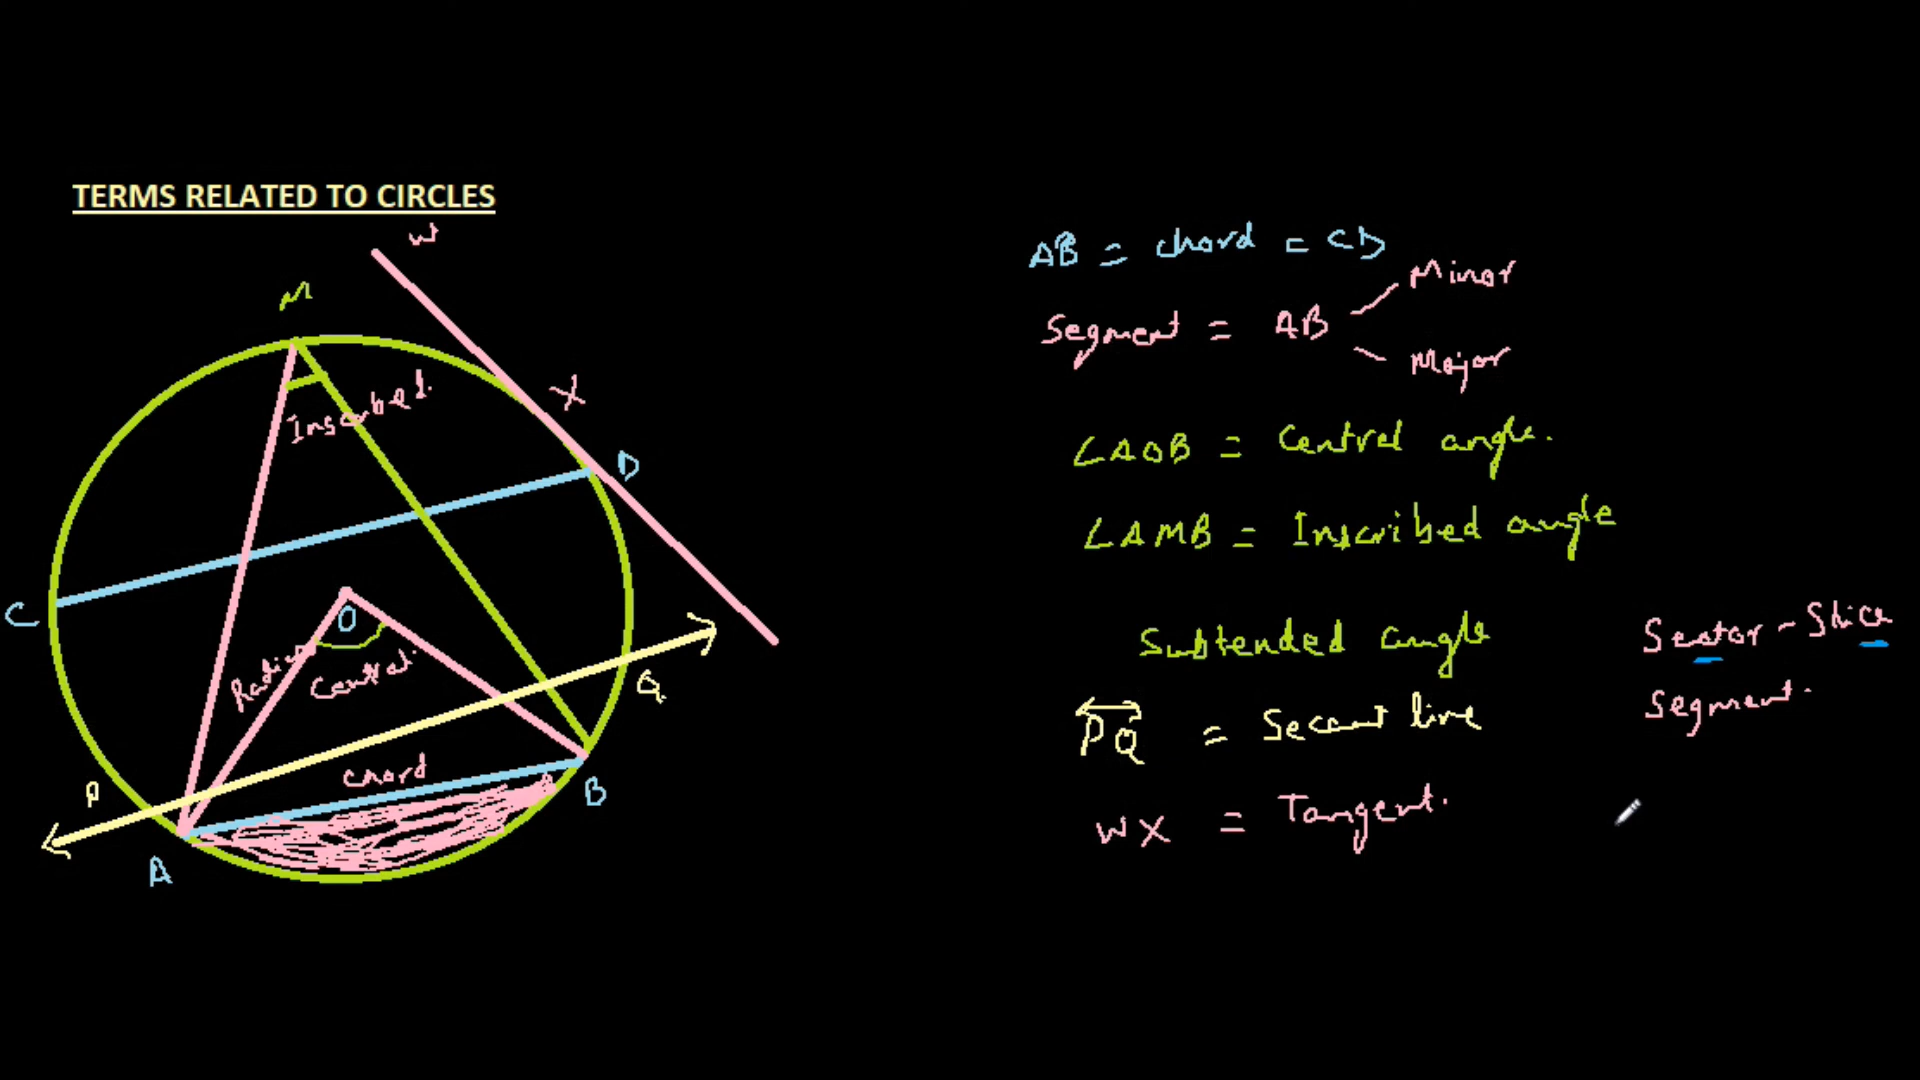 TERMS RELATED TO CIRCLES
W
M
X
Inscribed.
D
C
O
Radius
Central.
Q
P
chord
B
A
AB = chord = CD
Segment = AB
Minor
Major
∠AOB = Central angle.
∠AMB = Inscribed angle
Subtended angle
PQ = Secant line
WX = Tangent.
Sector - Slice
Segment.